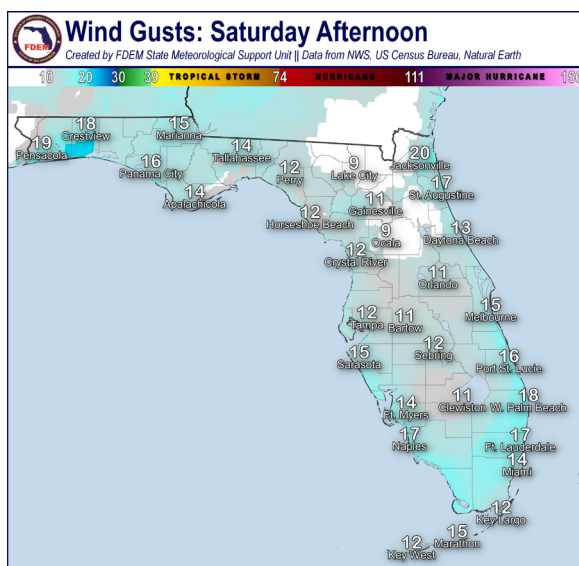 FDEM
Wind Gusts: Saturday Afternoon
Created by FDEM State Meteorological Support Unit || Data from NWS, US Census Bureau, Natural Earth
10 20 30 39 TROPICAL STORM 74 HURRICANE 111 MAJOR HURRICANE 150
18
Crestview
15
Marianna
19
Pensacola
14
Tallahassee
20
Jacksonville
16
Panama City
12
Perry
9
Lake City
17
St. Augustine
14
Apalachicola
11
Gainesville
12
Horseshoe Beach
9
Ocala
13
Daytona Beach
12
Crystal River
11
Orlando
15
Melbourne
12
Tampa
11
Bartow
12
Sebring
15
Sarasota
16
Port St. Lucie
14
Ft. Myers
11
Clewiston
18
W. Palm Beach
17
Naples
17
Ft. Lauderdale
14
Miami
12
Key Largo
15
Marathon
12
Key West